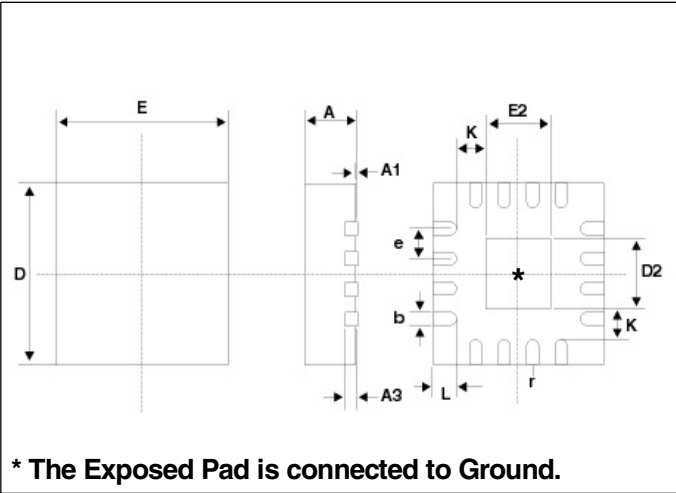 E
A
E2
K
A1
e
D
*
D2
b
K
A3
L
r
* The Exposed Pad is connected to Ground.